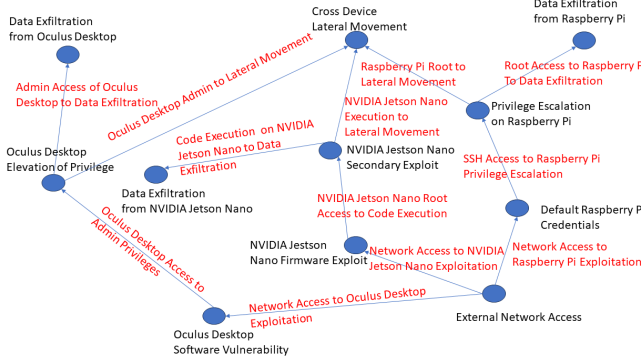 Data Exfiltration
from Oculus Desktop
Cross Device
Lateral Movement
Data Exfiltration
from Raspberry Pi
Admin Access of Oculus
Desktop to Data Exfiltration
Oculus Desktop Admin to Lateral Movement
Raspberry Pi Root to
Lateral Movement
Root Access to Raspberry P
To Data Exfiltration
NVIDIA Jetson Nano
Execution to
Lateral Movement
Privilege Escalation
on Raspberry Pi
Code Execution on NVIDIA
Jetson Nano to Data
Exfiltration
Oculus Desktop
Elevation of Privilege
NVIDIA Jestson Nano
Secondary Exploit
SSH Access to Raspberry Pi
Privilege Escalation
Data Exfiltration
from NVIDIA Jetson Nano
NVIDIA Jetson Nano Root
Access to Code Execution
Default Raspberry P
Credentials
Oculus Desktop Access to
Admin Privileges
NVIDIA Jestson
Nano Firmware Exploit
Network Access to NVIDIA
Jetson Nano Exploitation
Network Access to
Raspberry Pi Exploitation
Network Access to Oculus Desktop
Exploitation
External Network Access
Oculus Desktop
Software Vulnerability